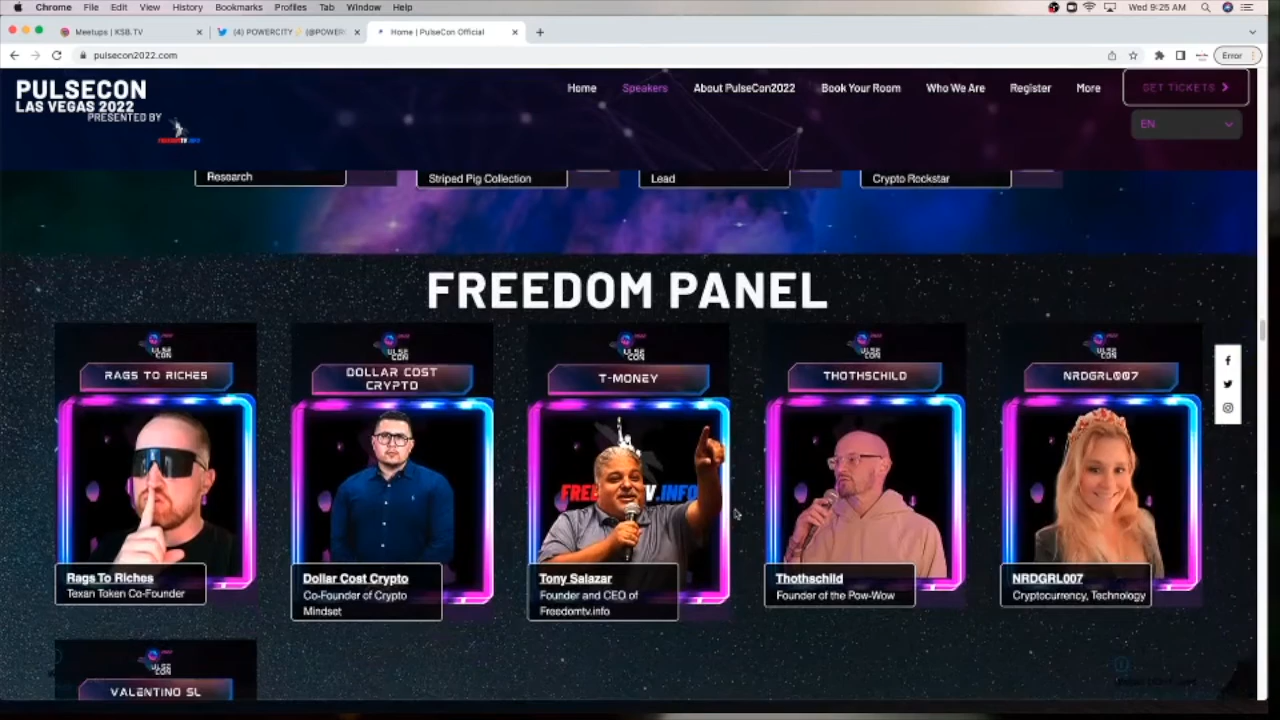 Chrome File Edit View History Bookmarks Profiles Tab Window Help Wed 9:25 AM
Meetups | KSB.TV (4) POWERCITY (@POWER Home | PulseCon Official
pulsecon2022.com Error
PULSECON
LAS VEGAS 2022
PRESENTED BY
FREEDOMTV.INFO
Home Speakers About PulseCon2022 Book Your Room Who We Are Register More GET TICKETS
EN
Research Striped Pig Collection Lead Crypto Rockstar
FREEDOM PANEL
RAGS TO RICHES
Rags To Riches
Texan Token Co-Founder
DOLLAR COST
CRYPTO
Dollar Cost Crypto
Co-Founder of Crypto
Mindset
T-MONEY
FREE V.INFO
Tony Salazar
Founder and CEO of
Freedomtv.info
THOTHSCHILD
Thothschild
Founder of the Pow-Wow
NRDGRL007
NRDGRL007
Cryptocurrency, Technology
VALENTINO SL